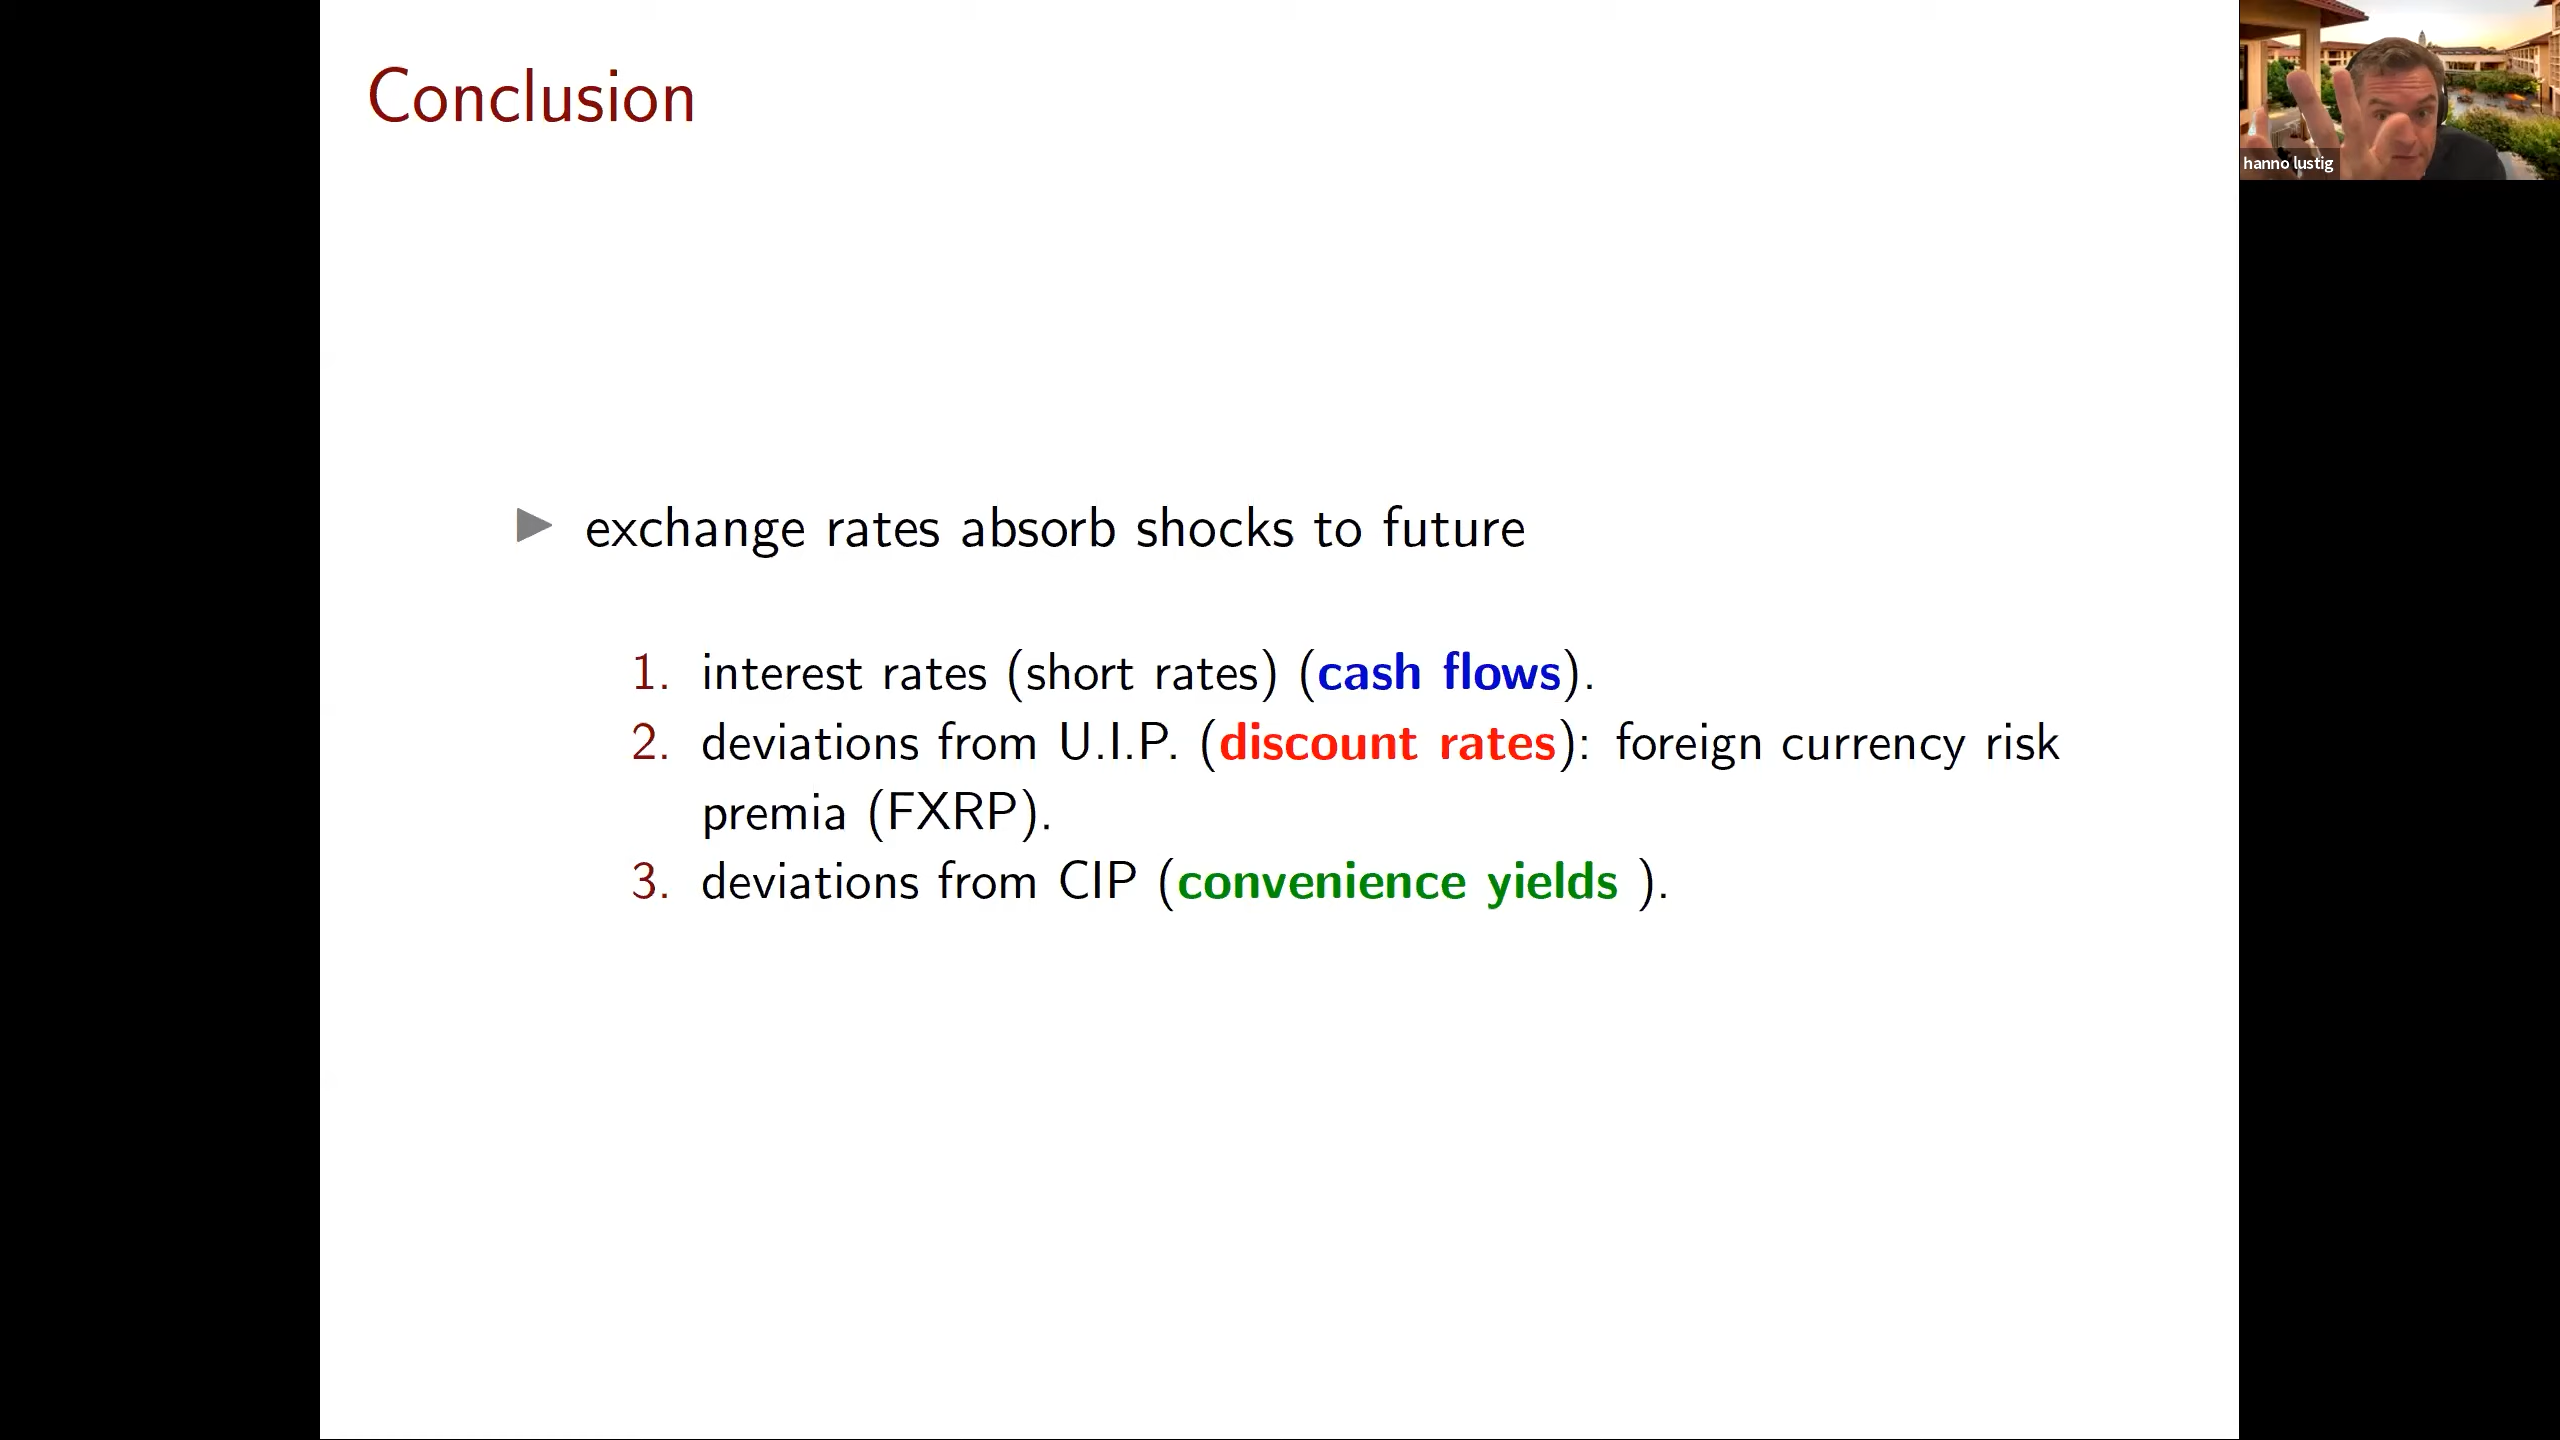 Conclusion
hanno lustig
▶ exchange rates absorb shocks to future
1. interest rates (short rates) (cash flows).
2. deviations from U.I.P. (discount rates): foreign currency risk
premia (FXRP).
3. deviations from CIP (convenience yields ).